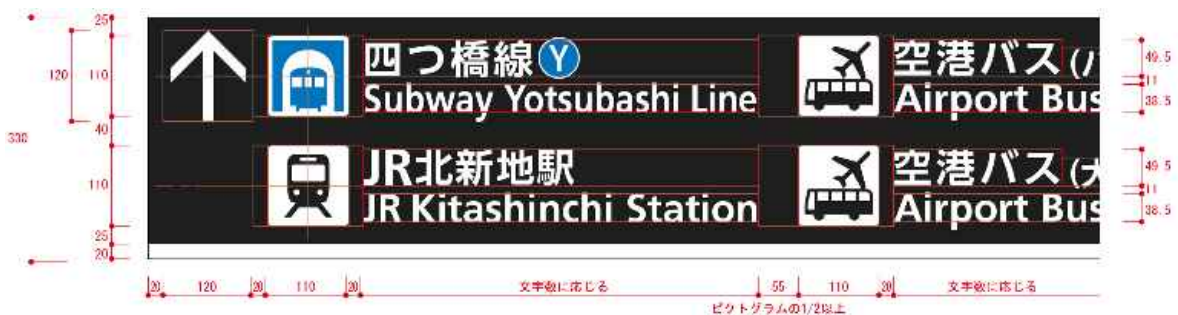 四つ橋線Ⓨ
Subway Yotsubashi Line
空港バス(
Airport Bus
JR北新地駅
JR Kitashinchi Station
空港バス(大
Airport Bus
330
120
25
110
40
110
25
20
49.5
11
38.5
49.5
11
38.5
20 120 20 110 20 文字数に応じる 55 110 20 文字数に応じる
ピクトグラムの1/2以上